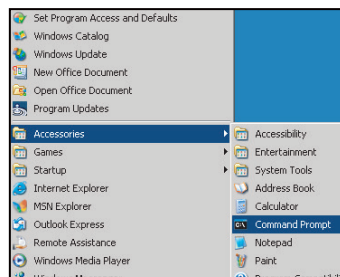 Set Program Access and Defaults
Windows Catalog
Windows Update
New Office Document
Open Office Document
Program Updates
Accessories
Games
Startup
Internet Explorer
MSN Explorer
Outlook Express
Remote Assistance
Windows Media Player
Accessibility
Entertainment
System Tools
Address Book
Calculator
Command Prompt
Notepad
Paint